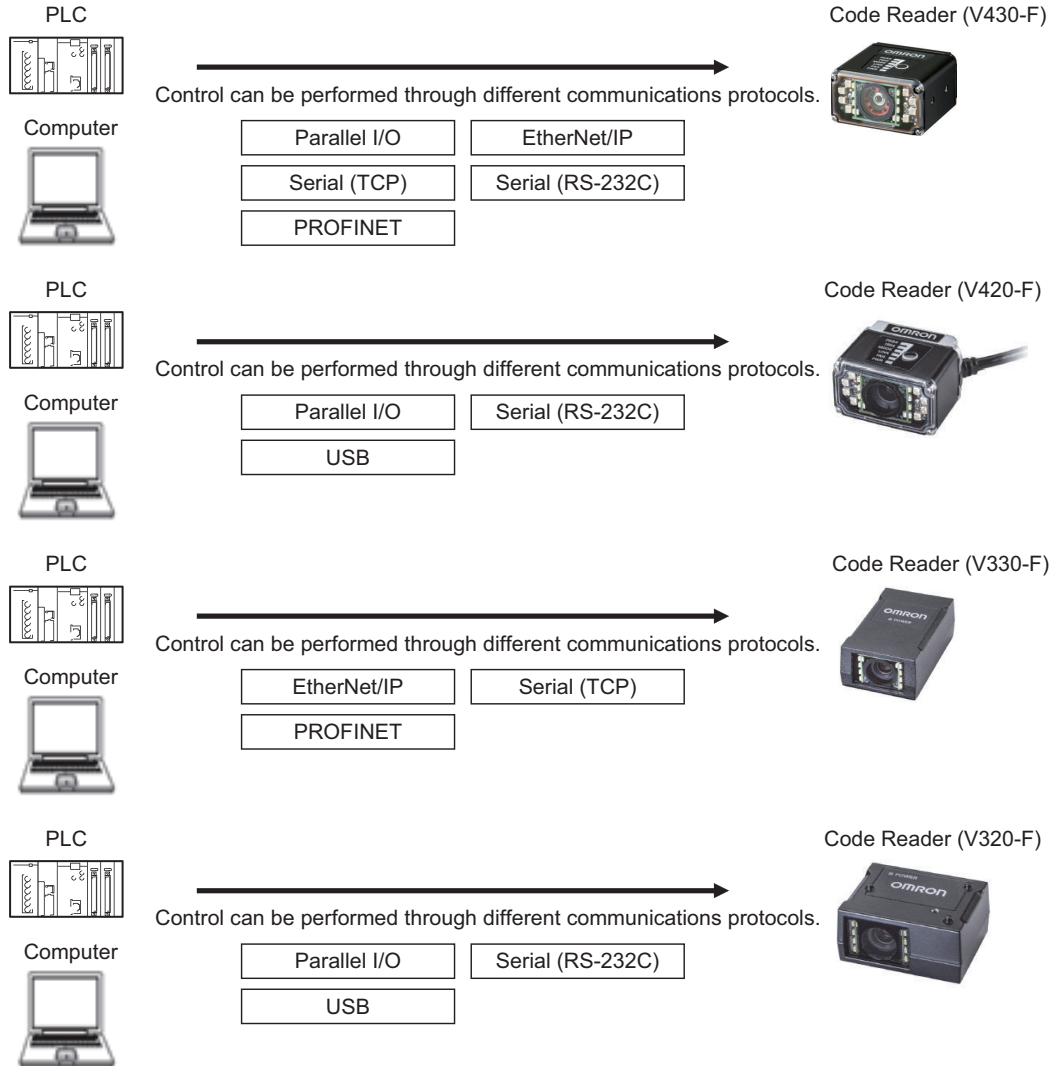 PLC
Code Reader (V430-F)
OMRON
Control can be performed through different communications protocols.
Computer
Parallel I/O
EtherNet/IP
Serial (TCP)
Serial (RS-232C)
PROFINET
PLC
Code Reader (V420-F)
OMRON
Control can be performed through different communications protocols.
Computer
Parallel I/O
Serial (RS-232C)
USB
PLC
Code Reader (V330-F)
OMRON
POWER
Control can be performed through different communications protocols.
Computer
EtherNet/IP
Serial (TCP)
PROFINET
PLC
Code Reader (V320-F)
POWER
OMRON
Control can be performed through different communications protocols.
Computer
Parallel I/O
Serial (RS-232C)
USB